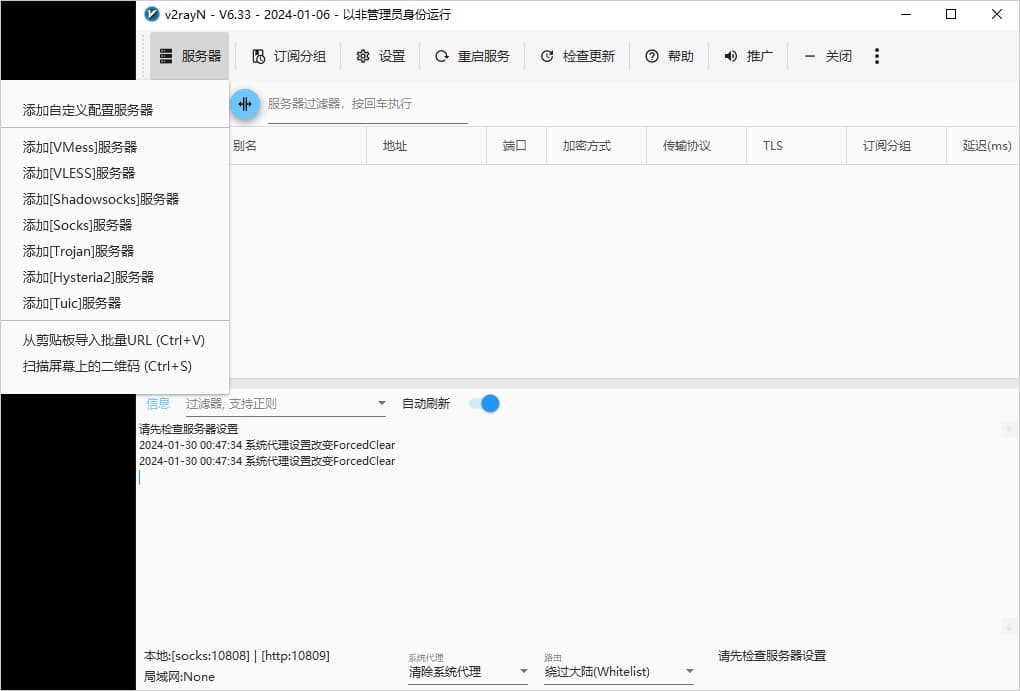 v2rayN - V6.33 - 2024-01-06 - 以非管理员身份运行
服务器 订阅分组 设置 重启服务 检查更新 帮助 推广 关闭
添加自定义配置服务器
添加[VMess]服务器
添加[VLESS]服务器
添加[Shadowsocks]服务器
添加[Socks]服务器
添加[Trojan]服务器
添加[Hysteria2]服务器
添加[Tuic]服务器
从剪贴板导入批量URL (Ctrl+V)
扫描屏幕上的二维码 (Ctrl+S)
服务器过滤器，按回车执行
别名 地址 端口 加密方式 传输协议 TLS 订阅分组 延迟(ms)
信息 过滤器, 支持正则 自动刷新
请先检查服务器设置
2024-01-30 00:47:34 系统代理设置改变ForcedClear
2024-01-30 00:47:34 系统代理设置改变ForcedClear
本地:[socks:10808] | [http:10809]
局域网:None
系统代理
清除系统代理
路由
绕过大陆(Whitelist)
请先检查服务器设置